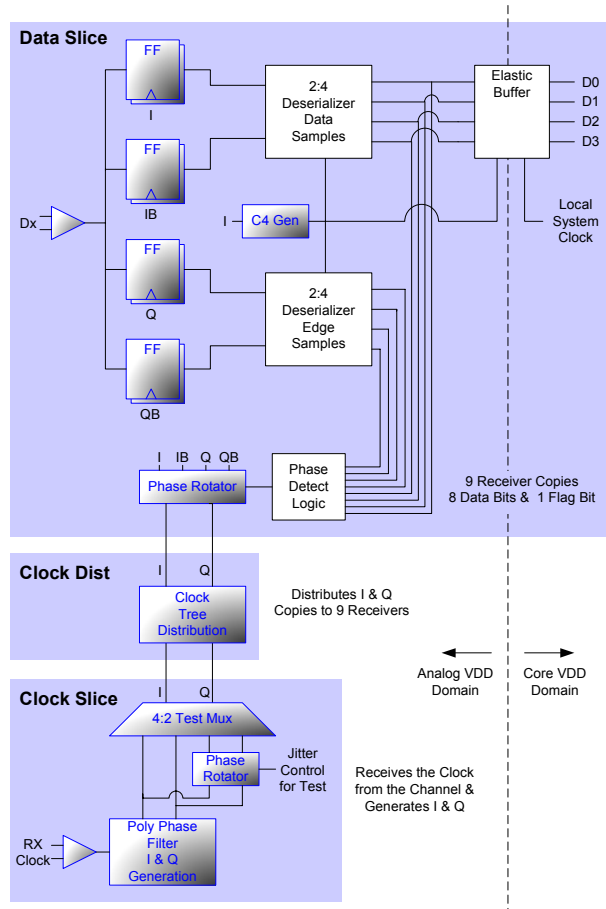 Data Slice
FF
I
FF
IB
Dx
FF
Q
FF
QB
2:4
Deserializer
Data
Samples
I
C4 Gen
2:4
Deserializer
Edge
Samples
Elastic
Buffer
D0
D1
D2
D3
Local
System
Clock
I
IB
Q
QB
Phase Rotator
Phase
Detect
Logic
9 Receiver Copies
8 Data Bits & 1 Flag Bit
Clock Dist
I
Q
Clock
Tree
Distribution
Distributes I & Q
Copies to 9 Receivers
Analog VDD
Domain
Core VDD
Domain
Clock Slice
I
Q
4:2 Test Mux
Phase
Rotator
Jitter
Control
for Test
Receives the Clock
from the Channel &
Generates I & Q
RX
Clock
Poly Phase
Filter
I & Q
Generation